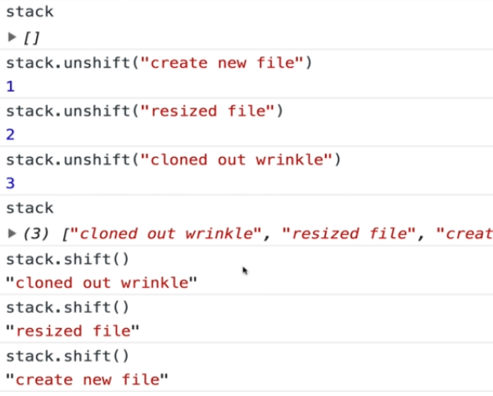 stack
▶ []
stack.unshift("create new file")
1
stack.unshift("resized file")
2
stack.unshift("cloned out wrinkle")
3
stack
▶ (3) ["cloned out wrinkle", "resized file", "creat
stack.shift()
"cloned out wrinkle"
stack.shift()
"resized file"
stack.shift()
"create new file"